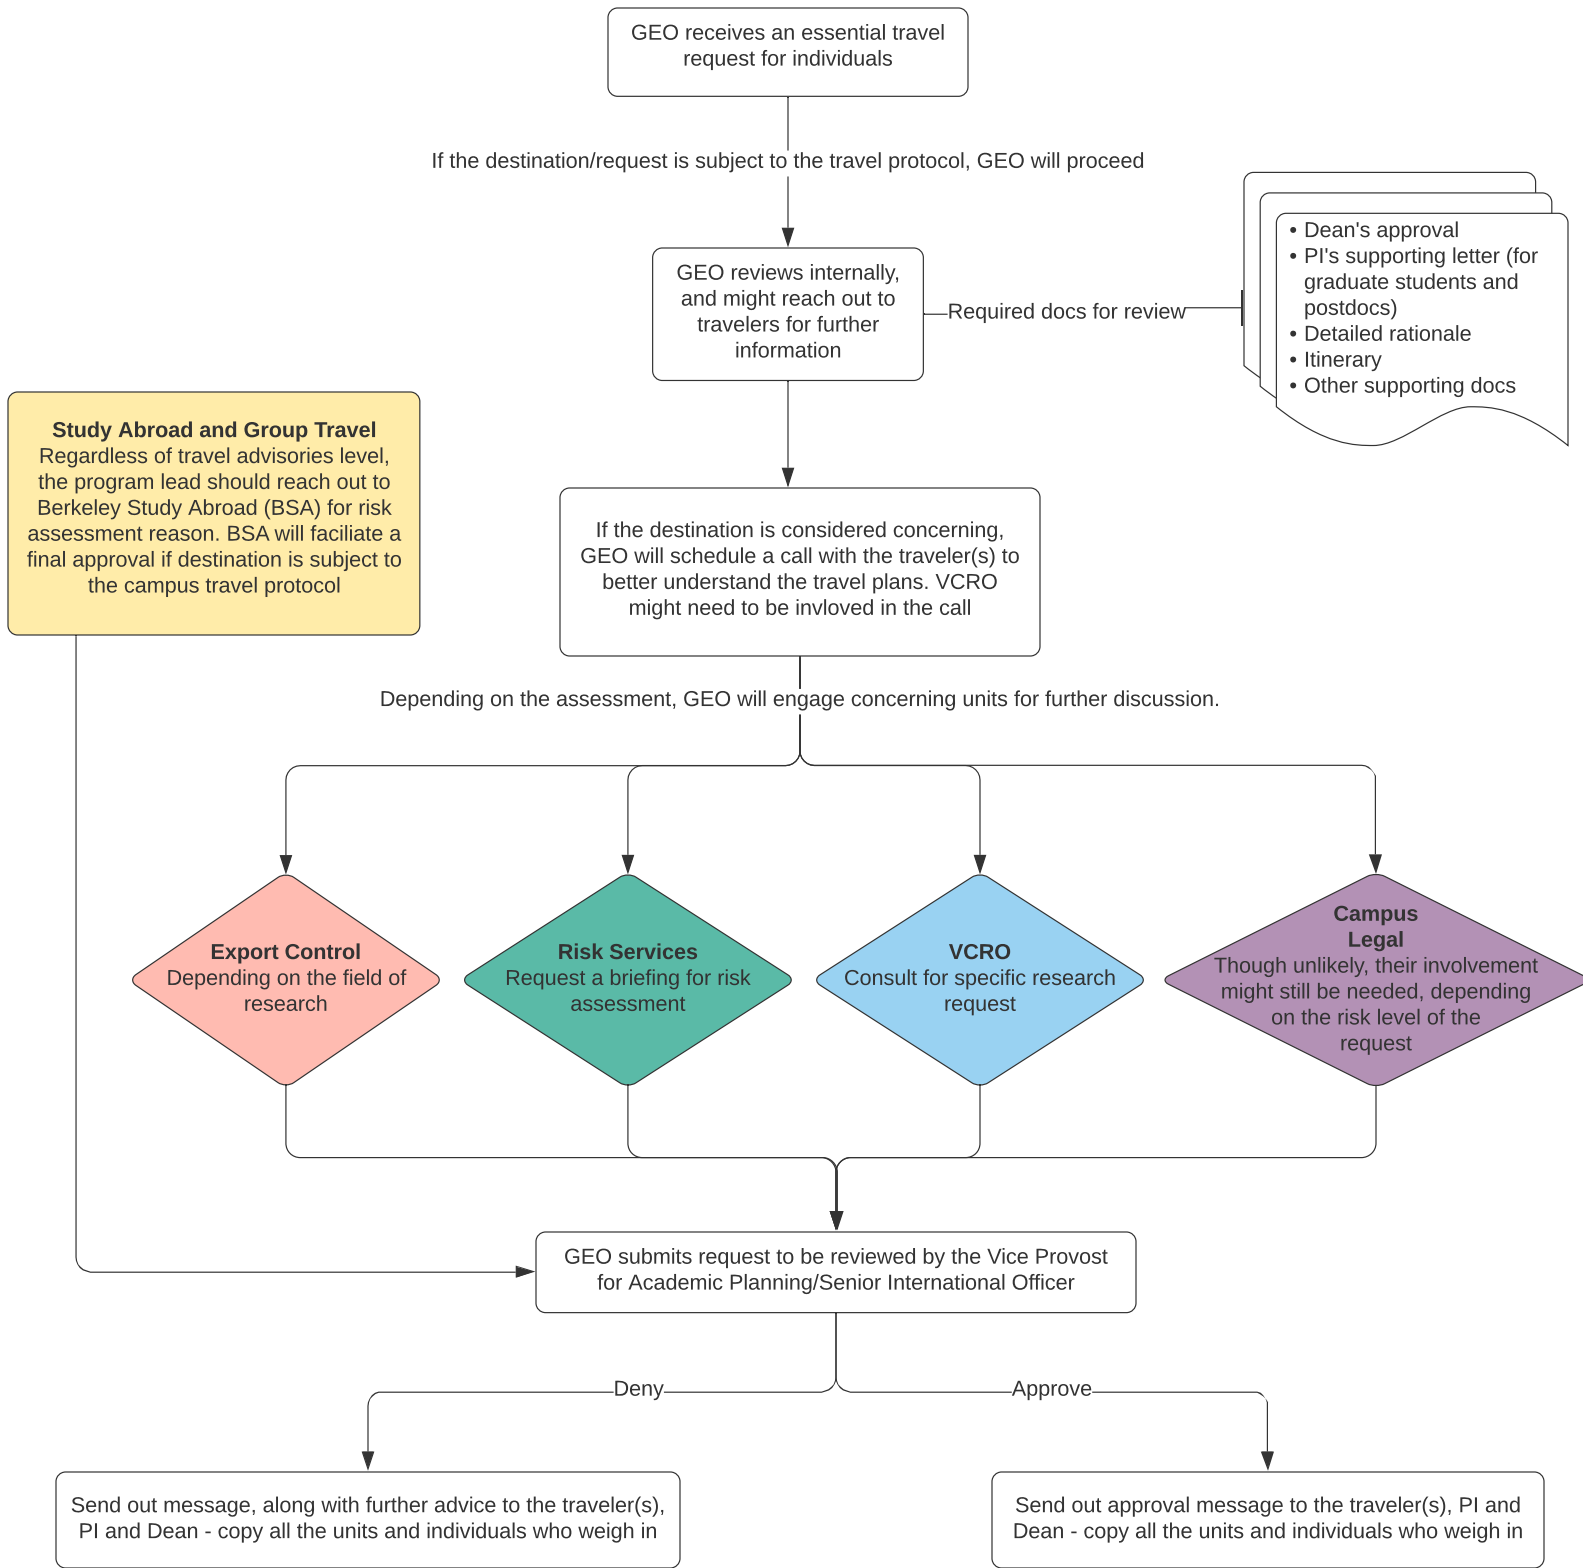 GEO receives an essential travel
request for individuals
If the destination/request is subject to the travel protocol, GEO will proceed
GEO reviews internally,
and might reach out to
travelers for further
information
Required docs for review
• Dean's approval
• PI's supporting letter (for
graduate students and
postdocs)
• Detailed rationale
• Itinerary
• Other supporting docs
Study Abroad and Group Travel
Regardless of travel advisories level,
the program lead should reach out to
Berkeley Study Abroad (BSA) for risk
assessment reason. BSA will faciliate a
final approval if destination is subject to
the campus travel protocol
If the destination is considered concerning,
GEO will schedule a call with the traveler(s) to
better understand the travel plans. VCRO
might need to be invloved in the call
Depending on the assessment, GEO will engage concerning units for further discussion.
Export Control
Depending on the field of
research
Risk Services
Request a briefing for risk
assessment
VCRO
Consult for specific research
request
Campus
Legal
Though unlikely, their involvement
might still be needed, depending
on the risk level of the
request
GEO submits request to be reviewed by the Vice Provost
for Academic Planning/Senior International Officer
Deny
Approve
Send out message, along with further advice to the traveler(s),
PI and Dean - copy all the units and individuals who weigh in
Send out approval message to the traveler(s), PI and
Dean - copy all the units and individuals who weigh in